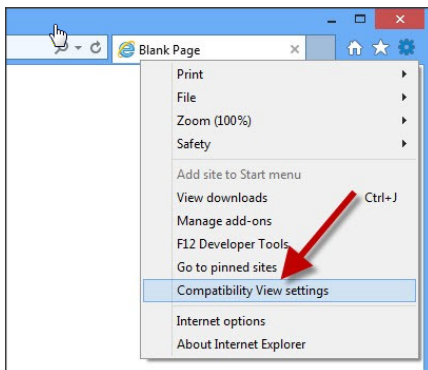 Blank Page
Print
File
Zoom (100%)
Safety
Add site to Start menu
View downloads Ctrl+J
Manage add-ons
F12 Developer Tools
Go to pinned sites
Compatibility View settings
Internet options
About Internet Explorer